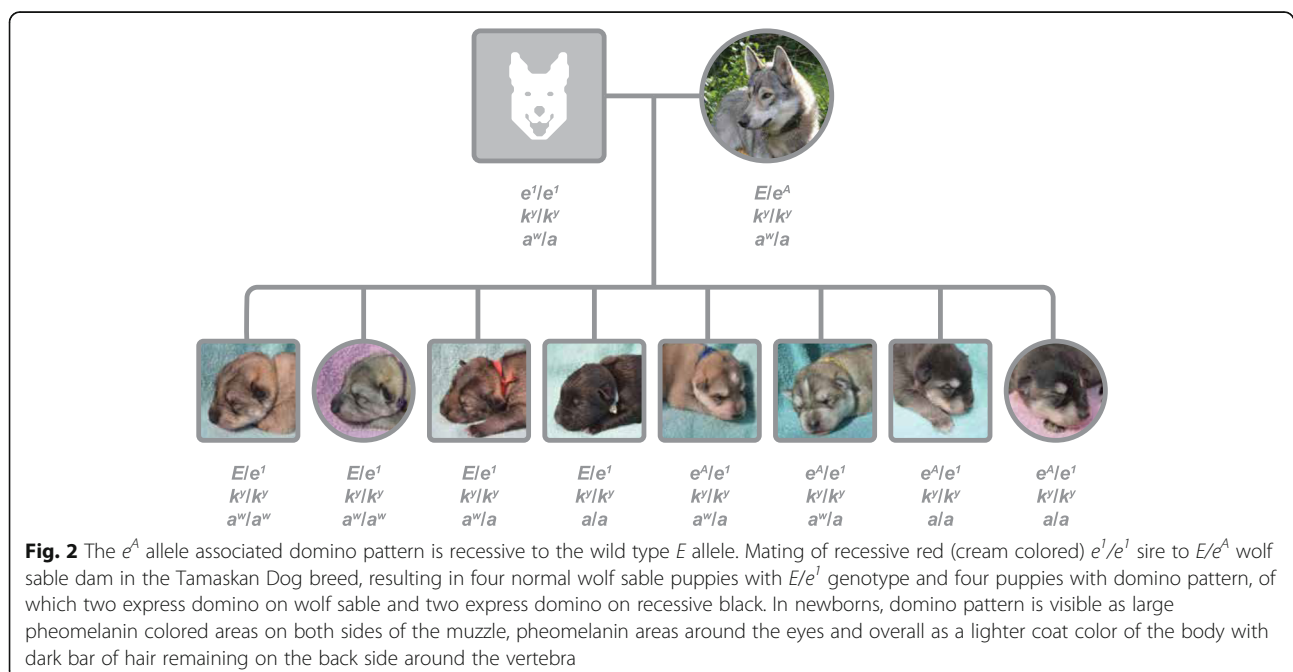 e¹/e¹ E/eᴬ
kʸ/kʸ kʸ/kʸ
aʷ/a aʷ/a
E/e¹ E/e¹ E/e¹ E/e¹ eᴬ/e¹ eᴬ/e¹ eᴬ/e¹ eᴬ/e¹
kʸ/kʸ kʸ/kʸ kʸ/kʸ kʸ/kʸ kʸ/kʸ kʸ/kʸ kʸ/kʸ kʸ/kʸ
aʷ/aʷ aʷ/aʷ aʷ/a a/a aʷ/a aʷ/a a/a a/a
Fig. 2 The eᴬ allele associated domino pattern is recessive to the wild type E allele. Mating of recessive red (cream colored) e¹/e¹ sire to E/eᴬ wolf
sable dam in the Tamaskan Dog breed, resulting in four normal wolf sable puppies with E/e¹ genotype and four puppies with domino pattern, of
which two express domino on wolf sable and two express domino on recessive black. In newborns, domino pattern is visible as large
pheomelanin colored areas on both sides of the muzzle, pheomelanin areas around the eyes and overall as a lighter coat color of the body with
dark bar of hair remaining on the back side around the vertebra